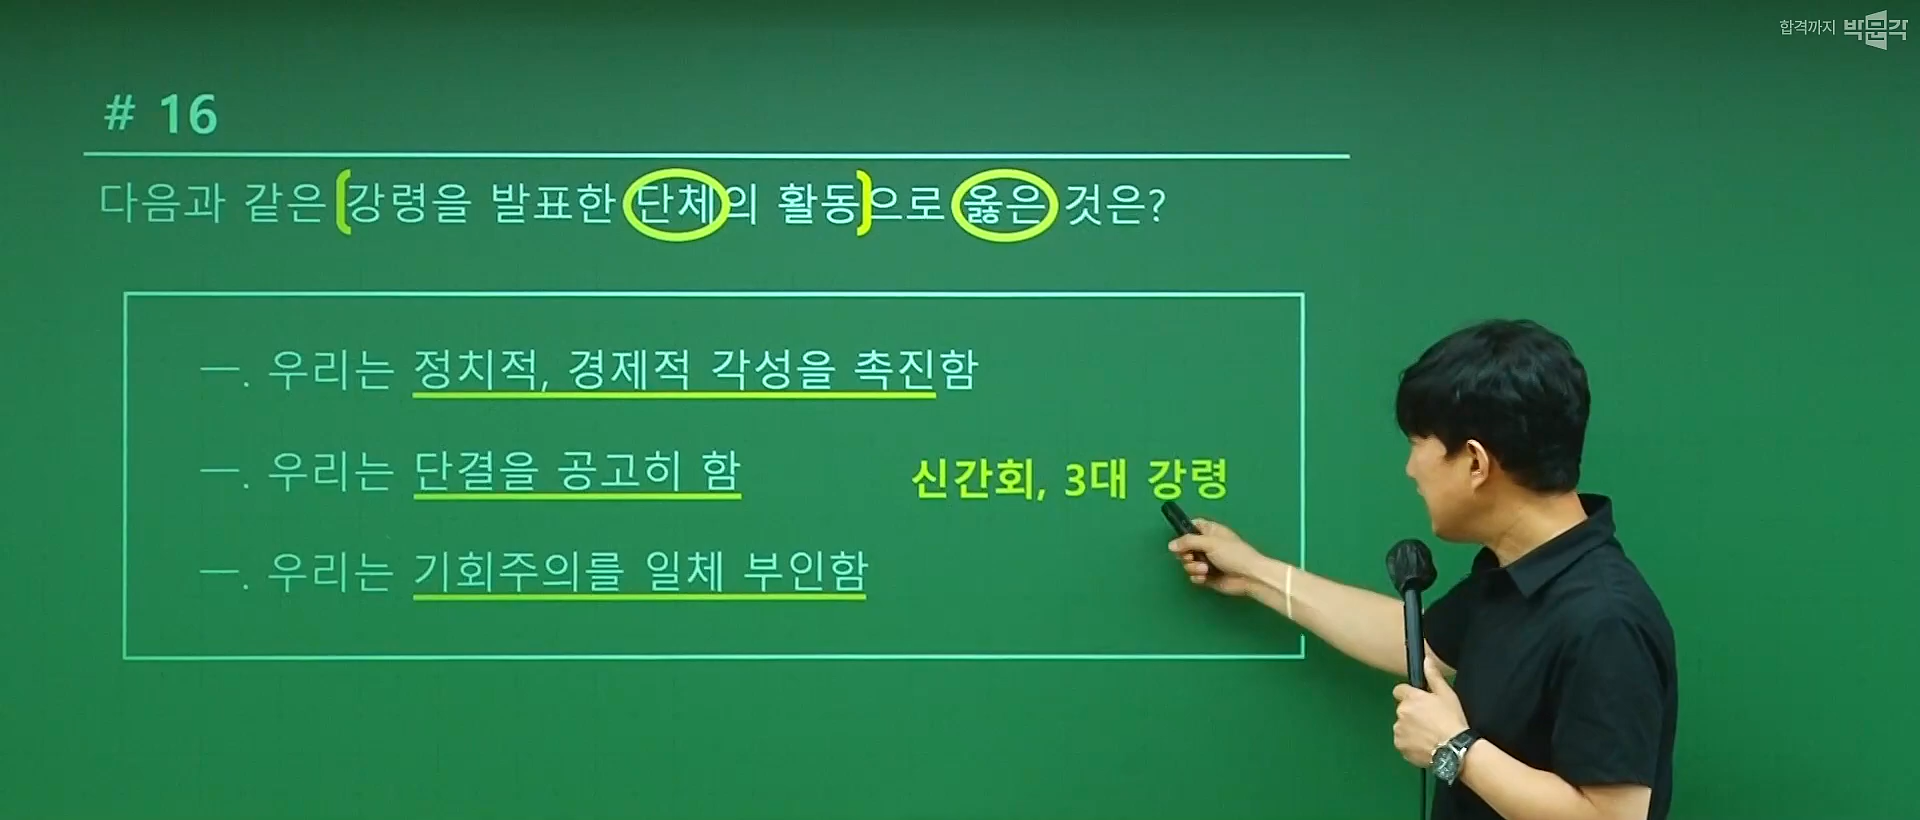 합격까지 박문각
# 16
다음과 같은 강령을 발표한 단체의 활동으로 옳은 것은?
一. 우리는 정치적, 경제적 각성을 촉진함
一. 우리는 단결을 공고히 함
신간회, 3대 강령
一. 우리는 기회주의를 일체 부인함